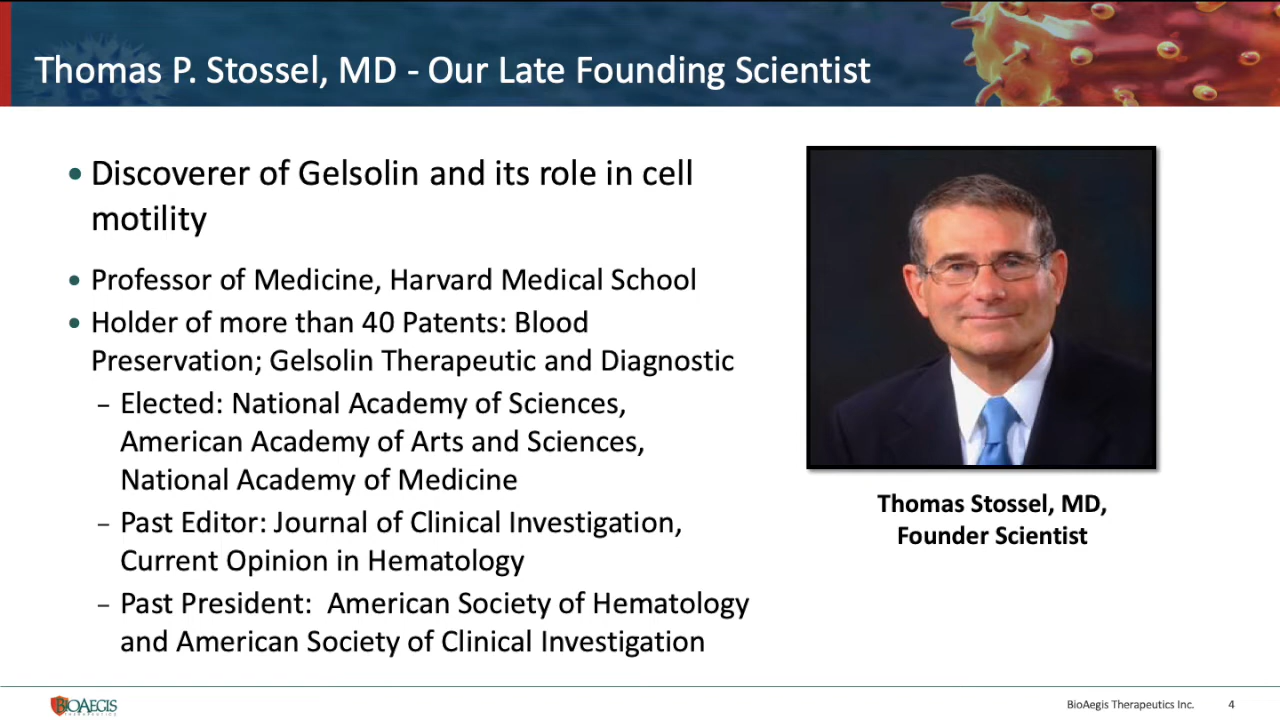 Thomas P. Stossel, MD - Our Late Founding Scientist
• Discoverer of Gelsolin and its role in cell
motility
• Professor of Medicine, Harvard Medical School
• Holder of more than 40 Patents: Blood
Preservation; Gelsolin Therapeutic and Diagnostic
– Elected: National Academy of Sciences,
American Academy of Arts and Sciences,
National Academy of Medicine
– Past Editor: Journal of Clinical Investigation,
Current Opinion in Hematology
– Past President:  American Society of Hematology
and American Society of Clinical Investigation
Thomas Stossel, MD,
Founder Scientist
BIOAEGIS
THERAPEUTICS
BioAegis Therapeutics Inc.
4